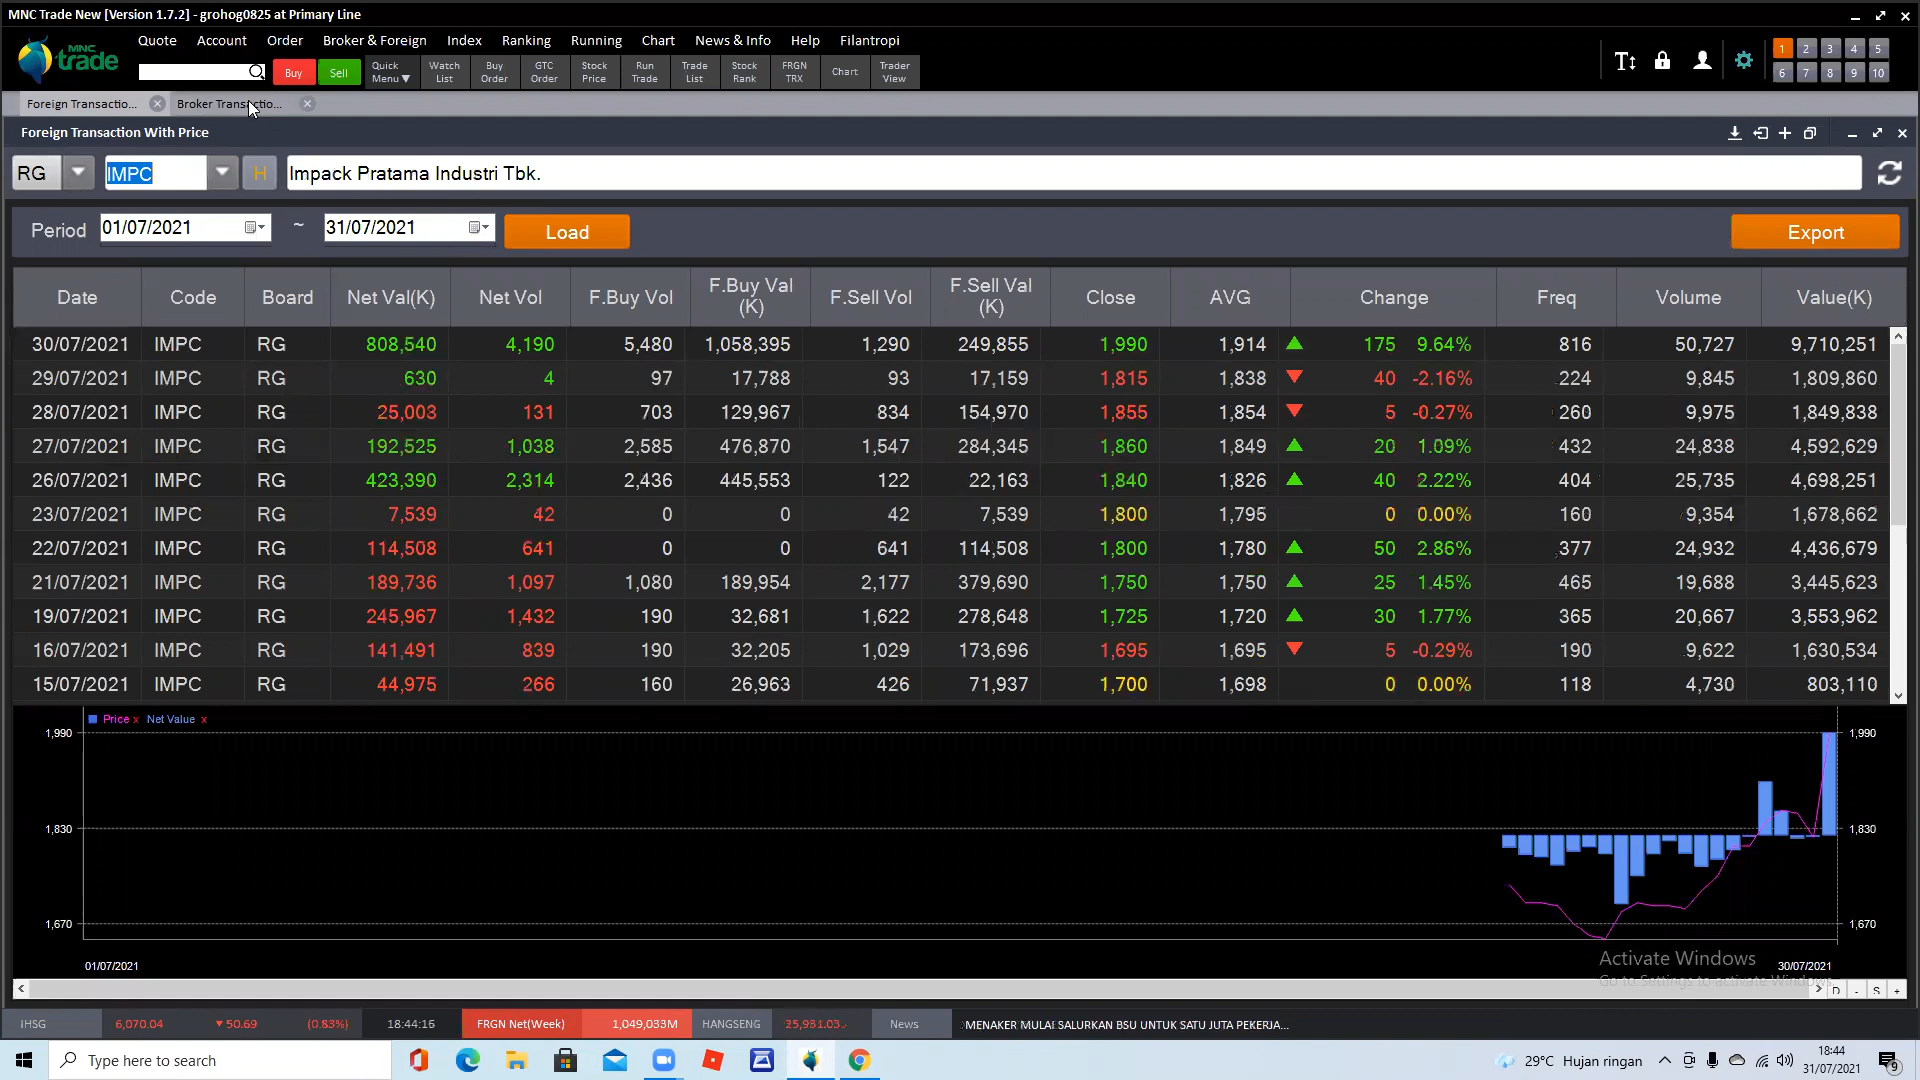 MNC Trade New [Version 1.7.2] - grohog0825 at Primary Line
MNC trade
Quote Account Order Broker & Foreign Index Ranking Running Chart News & Info Help Filantropi
Buy Sell Quick Menu▼ Watch List Buy Order GTC Order Stock Price Run Trade Trade List Stock Rank FRGN TRX Chart Trader View
1 2 3 4 5
6 7 8 9 10
Foreign Transactio... Broker Transactio...
Foreign Transaction With Price
RG IMPC H Impack Pratama Industri Tbk.
Period 01/07/2021 ~ 31/07/2021 Load Export
Date Code Board Net Val(K) Net Vol F.Buy Vol F.Buy Val (K) F.Sell Vol F.Sell Val (K) Close AVG Change Freq Volume Value(K)
30/07/2021 IMPC RG 808,540 4,190 5,480 1,058,395 1,290 249,855 1,990 1,914 175 9.64% 816 50,727 9,710,251
29/07/2021 IMPC RG 630 4 97 17,788 93 17,159 1,815 1,838 40 -2.16% 224 9,845 1,809,860
28/07/2021 IMPC RG 25,003 131 703 129,967 834 154,970 1,855 1,854 5 -0.27% 260 9,975 1,849,838
27/07/2021 IMPC RG 192,525 1,038 2,585 476,870 1,547 284,345 1,860 1,849 20 1.09% 432 24,838 4,592,629
26/07/2021 IMPC RG 423,390 2,314 2,436 445,553 122 22,163 1,840 1,826 40 2.22% 404 25,735 4,698,251
23/07/2021 IMPC RG 7,539 42 0 0 42 7,539 1,800 1,795 0 0.00% 160 9,354 1,678,662
22/07/2021 IMPC RG 114,508 641 0 0 641 114,508 1,800 1,780 50 2.86% 377 24,932 4,436,679
21/07/2021 IMPC RG 189,736 1,097 1,080 189,954 2,177 379,690 1,750 1,750 25 1.45% 465 19,688 3,445,623
19/07/2021 IMPC RG 245,967 1,432 190 32,681 1,622 278,648 1,725 1,720 30 1.77% 365 20,667 3,553,962
16/07/2021 IMPC RG 141,491 839 190 32,205 1,029 173,696 1,695 1,695 5 -0.29% 190 9,622 1,630,534
15/07/2021 IMPC RG 44,975 266 160 26,963 426 71,937 1,700 1,698 0 0.00% 118 4,730 803,110
Price x Net Value x
1,990 1,990
1,830 1,830
1,670 1,670
Activate Windows
01/07/2021 30/07/2021
Go to Settings to activate Windows.
D - S +
IHSG 6,070.04 ▼50.69 (0.83%) 18:44:15 FRGN Net(Week) 1,049,033M HANGSENG News MENAKER MULAI SALURKAN BSU UNTUK SATU JUTA PEKERJA...
Type here to search 29°C Hujan ringan 18:44
31/07/2021 9